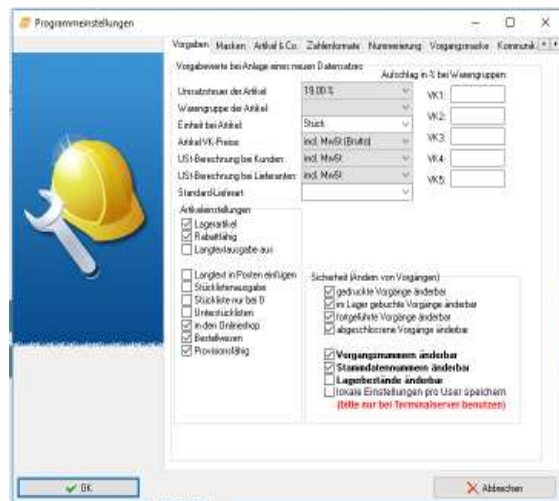 Programmeinstellungen
Vorgaben Masken Artikel & Co. Zahlenformate Nummerierung Vorgangsmaske Kommunik
Vorgabewerte bei Anlage eines neuen Datensatzes
Aufschlag in % bei Warengruppen
Umsatzsteuer der Artikel 19,00 % VK1:
Warengruppe der Artikel VK2:
Einheit bei Artikel Stück
Artikel VK-Preise: incl. MwSt (Brutto) VK3
USt-Berechnung bei Kunden: incl. MwSt VK4:
USt-Berechnung bei Lieferanten: incl. MwSt VK5:
Standard-Lieferart
Artikeleinstellungen
Lagerartikel
Rabattfähig
Langtextausgabe aus
Langtext in Posten einfügen
Stücklistenausgabe
Stückliste nur bei 0
Unterstücklisten
in den Onlineshop
Bestellwesen
Provisionsfähig
Sicherheit (Ändern von Vorgängen)
gedruckte Vorgänge änderbar
im Lager gebuchte Vorgänge änderbar
fortgeführte Vorgänge änderbar
abgeschlossene Vorgänge änderbar
Vorgangsnummern änderbar
Stammdatennummern änderbar
Lagerbestände änderbar
lokale Einstellungen pro User speichern
(bitte nur bei Terminalserver benutzen)
OK Abbrechen